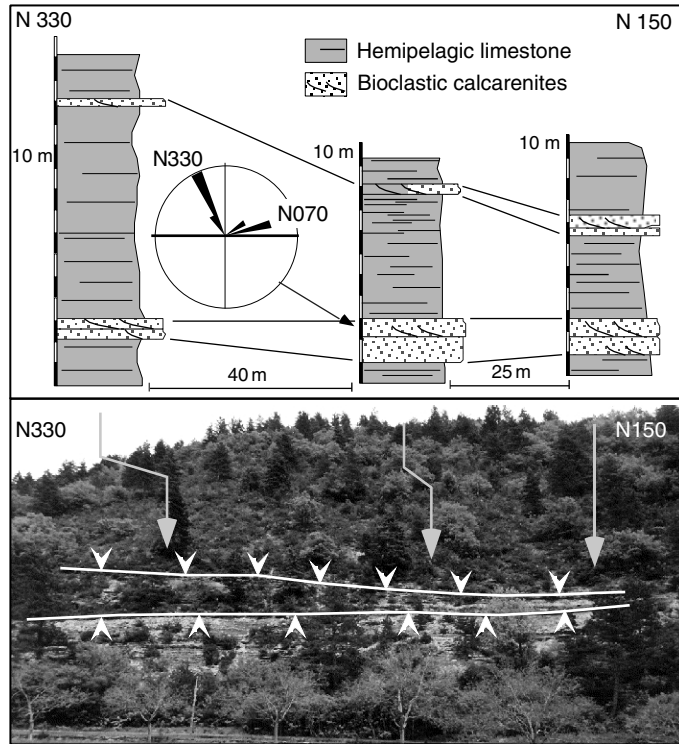 N 330
N 150
Hemipelagic limestone
Bioclastic calcarenites
10 m
10 m
10 m
N330
N070
40 m
25 m
N330
N150